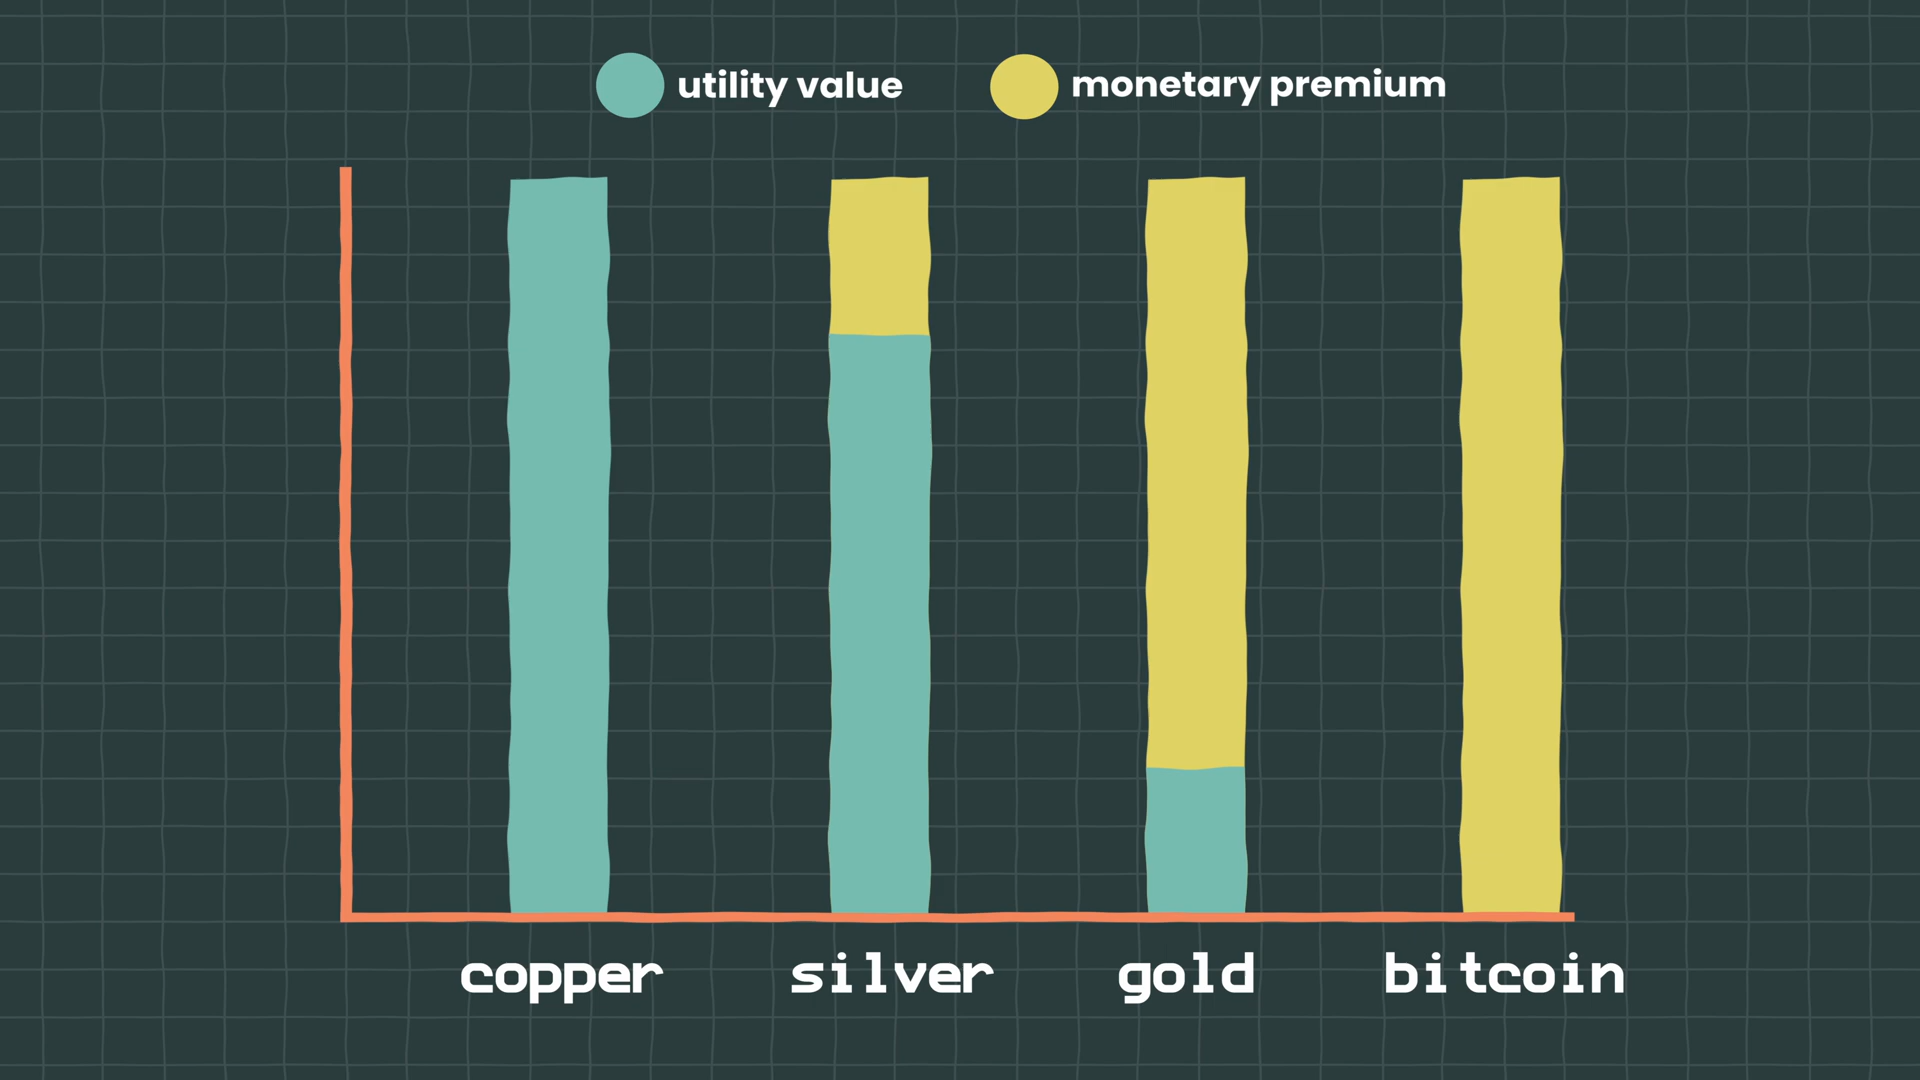 utility value
monetary premium
copper
silver
gold
bitcoin